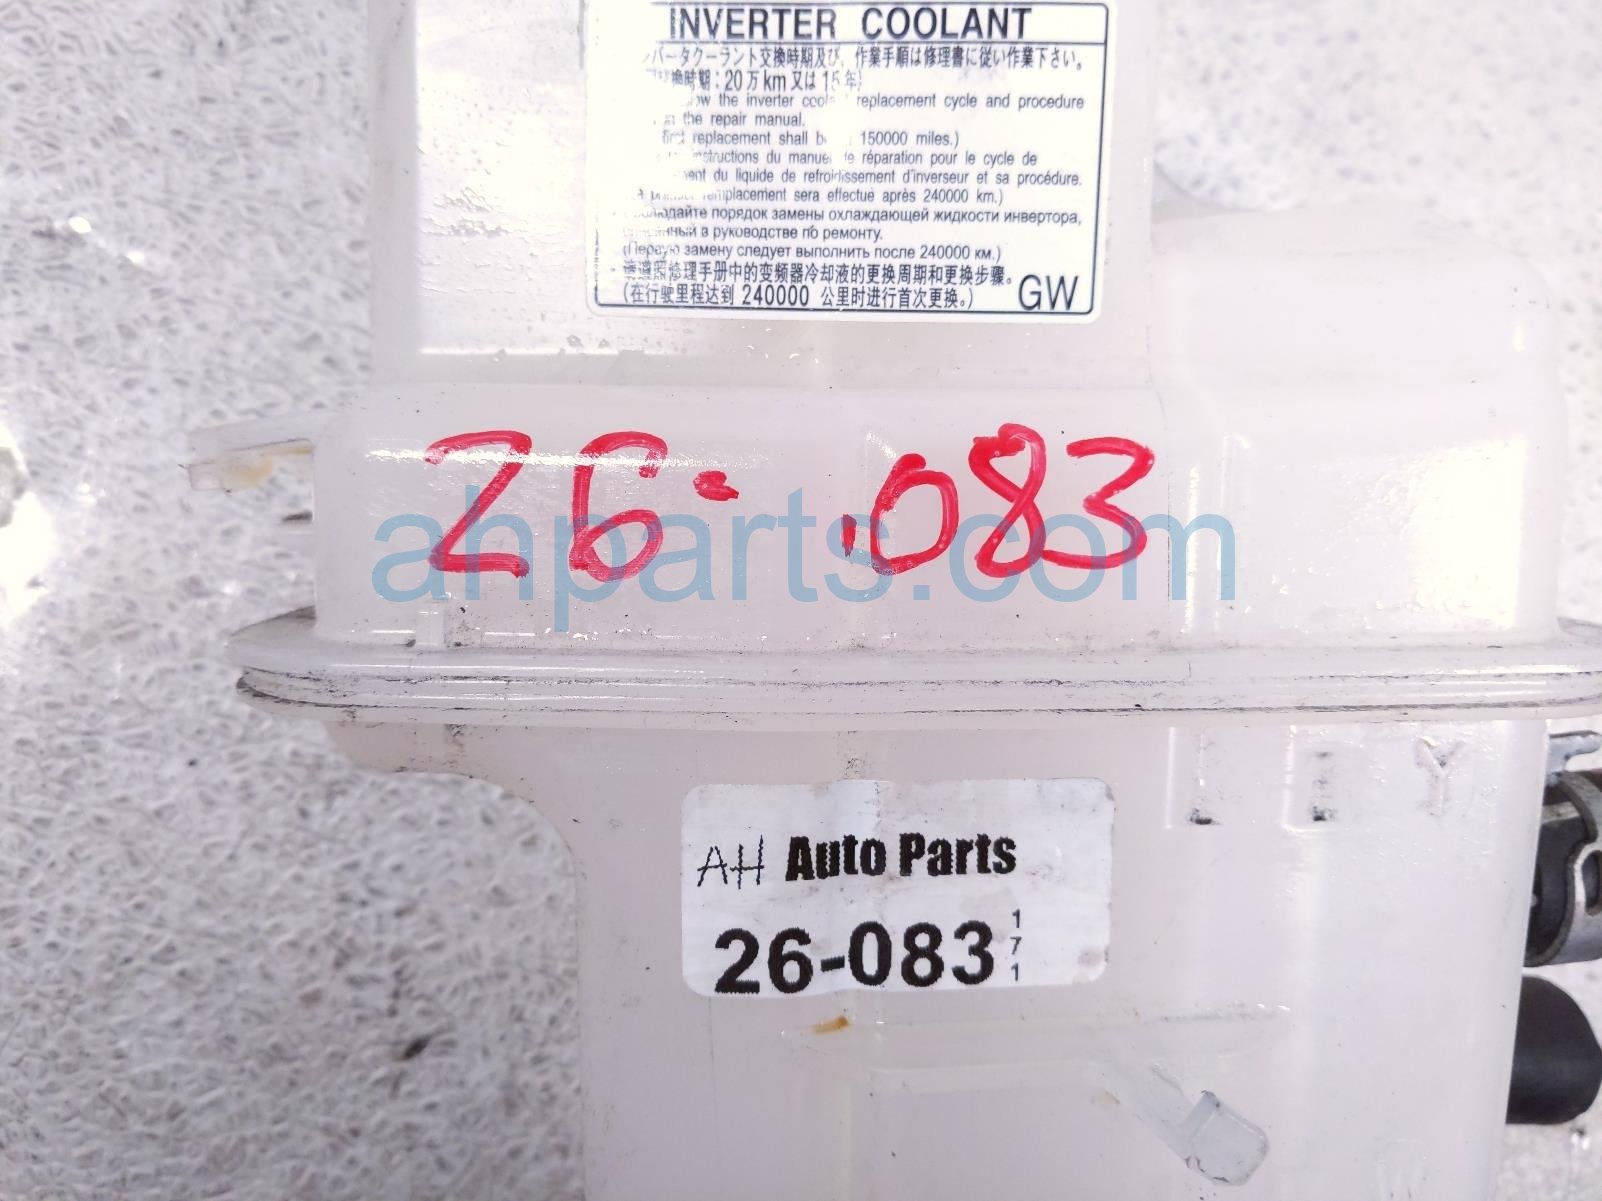 INVERTER COOLANT
バータクーラント交換時期及び、作業手順は修理書に従い作業下さい。
換時期:20万km又は15年)
the inverter replacement cycle and procedure
the repair manual.
replacement shall 150000 miles.)
instructions du manuel de réparation pour le cycle de
du liquide de refroidissement d'inverseur et sa procédure.
remplacement sera effectué après 240000 km.)
порядок замены охлаждающей жидкости инвертора,
в руководстве по ремонту.
(Первую замену следует выполнить после 240000 км.)
请遵照修理手册中的变频器冷却液的更换周期和更换步骤。
(在行驶里程达到 240000 公里时进行首次更换。) GW
26- .083
ahparts.com
AH Auto Parts
26-083 171